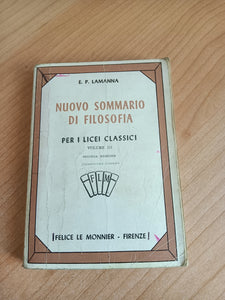 E. P. LAMANNA
NUOVO SOMMARIO
DI FILOSOFIA
PER I LICEI CLASSICI
VOLUME III
F L M
FELICE LE MONNIER - FIRENZE